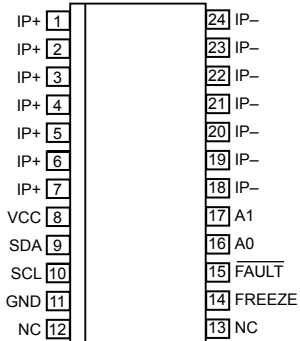 IP+ 1 24 IP–
IP+ 2 23 IP–
IP+ 3 22 IP–
IP+ 4 21 IP–
IP+ 5 20 IP–
IP+ 6 19 IP–
IP+ 7 18 IP–
VCC 8 17 A1
SDA 9 16 A0
SCL 10 15 FAULT
GND 11 14 FREEZE
NC 12 13 NC